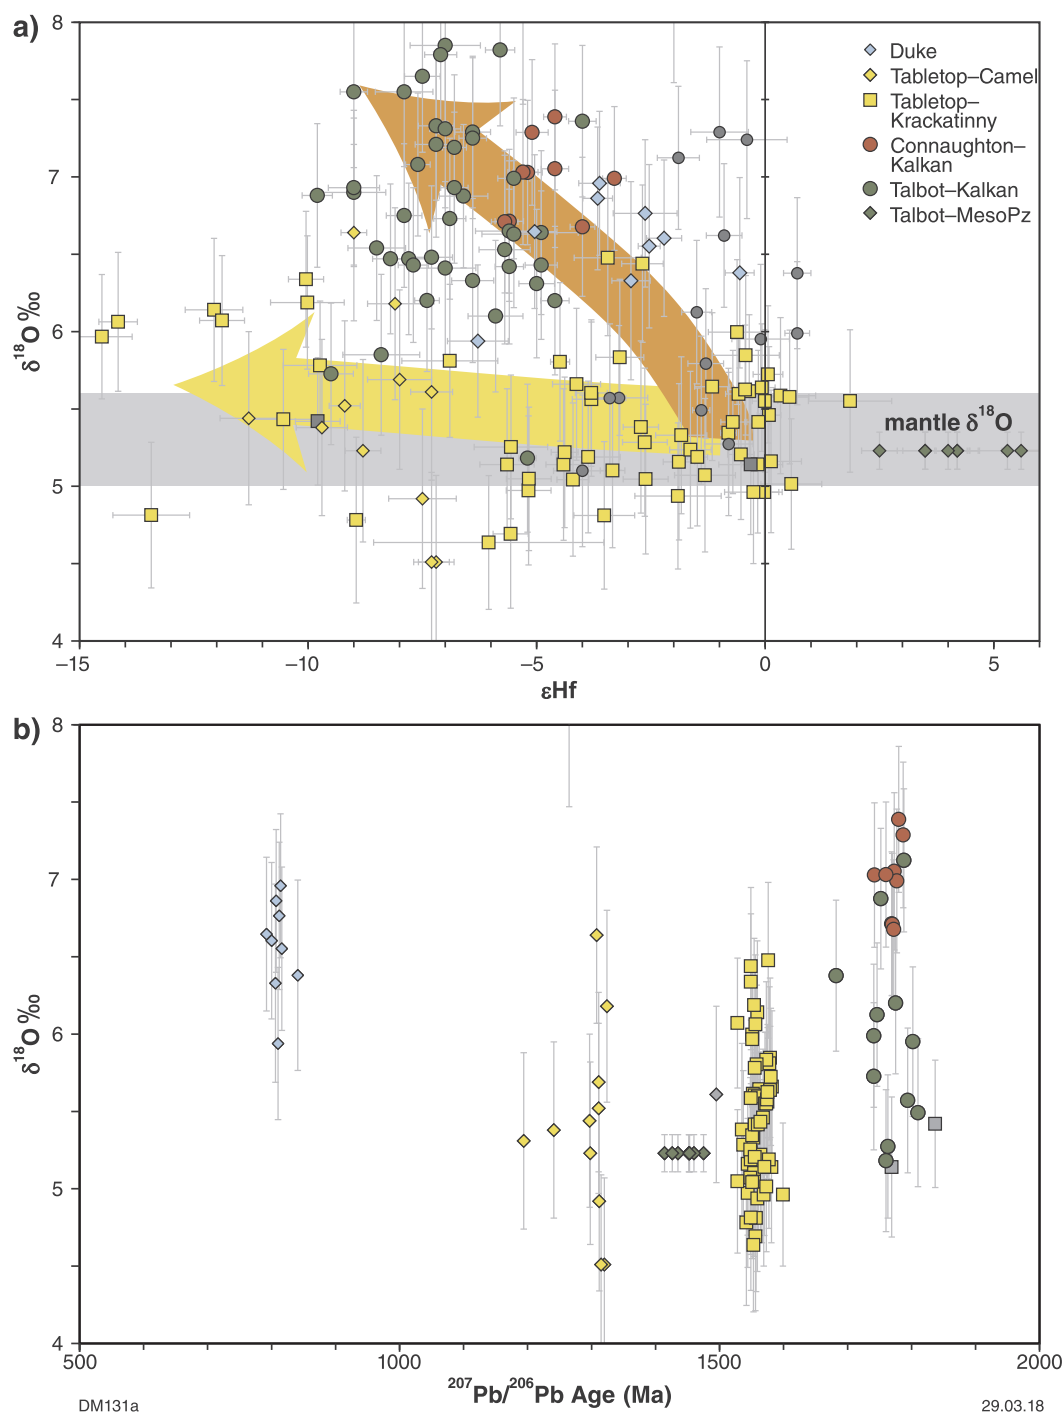 a)
8
7
6
5
4
δ¹⁸O ‰
Duke
Tabletop–Camel
Tabletop–
Krackatinny
Connaughton–
Kalkan
Talbot–Kalkan
Talbot–MesoPz
mantle δ¹⁸O
–15
–10
–5
0
5
εHf
b)
8
7
6
5
4
δ¹⁸O ‰
500
1000
1500
2000
²⁰⁷Pb/²⁰⁶Pb Age (Ma)
DM131a
29.03.18